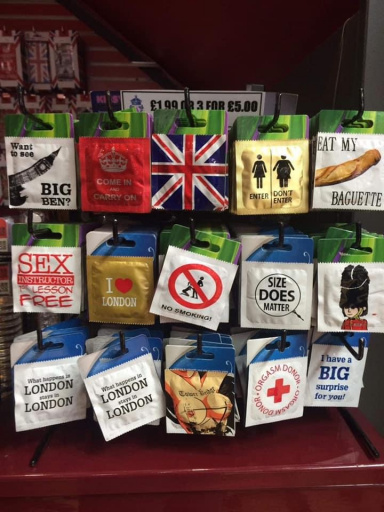 £1.99 OR 3 FOR £5.00
Want
to see
BIG
BEN?
COME IN
AND
CARRY ON
ENTER
DON'T
ENTER
EAT MY
BAGUETTE
SEX
INSTRUCTOR
LESSON
FREE
I ♥
LONDON
NO SMOKING!
SIZE
DOES
MATTER
What happens in
LONDON
stays in
LONDON
What happens in
LONDON
stays in
LONDON
ORGASM DONOR
ORGASM DONOR
I have a
BIG
surprise
for you!